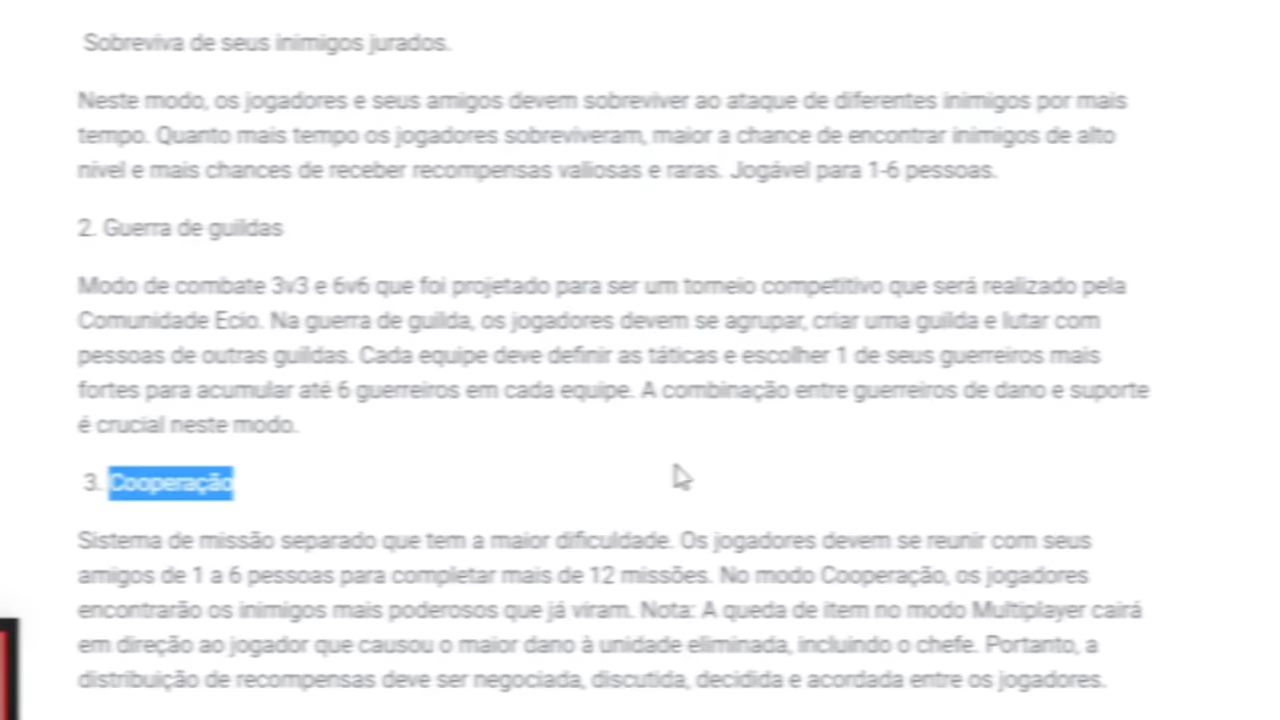 Sobreviva de seus inimigos jurados.
Neste modo, os jogadores e seus amigos devem sobreviver ao ataque de diferentes inimigos por mais
tempo. Quanto mais tempo os jogadores sobreviveram, maior a chance de encontrar inimigos de alto
nível e mais chances de receber recompensas valiosas e raras. Jogável para 1-6 pessoas.
2. Guerra de guildas
Modo de combate 3v3 e 6v6 que foi projetado para ser um torneio competitivo que será realizado pela
Comunidade Ecio. Na guerra de guilda, os jogadores devem se agrupar, criar uma guilda e lutar com
pessoas de outras guildas. Cada equipe deve definir as táticas e escolher 1 de seus guerreiros mais
fortes para acumular até 6 guerreiros em cada equipe. A combinação entre guerreiros de dano e suporte
é crucial neste modo.
3. Cooperação
Sistema de missão separado que tem a maior dificuldade. Os jogadores devem se reunir com seus
amigos de 1 a 6 pessoas para completar mais de 12 missões. No modo Cooperação, os jogadores
encontrarão os inimigos mais poderosos que já viram. Nota: A queda de item no modo Multiplayer cairá
em direção ao jogador que causou o maior dano à unidade eliminada, incluindo o chefe. Portanto, a
distribuição de recompensas deve ser negociada, discutida, decidida e acordada entre os jogadores.